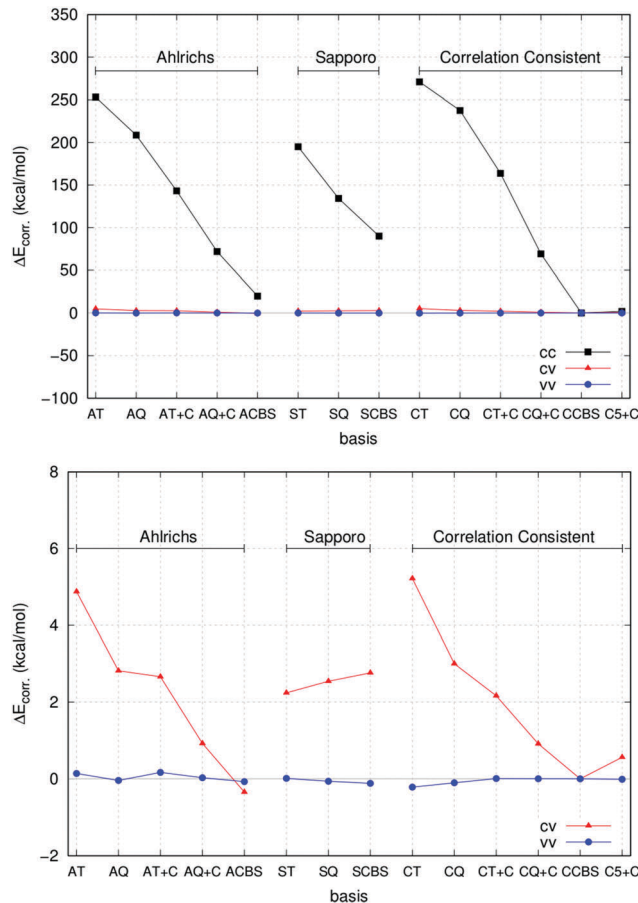 350
300
250
200
150
100
50
0
−50
−100
ΔEcorr. (kcal/mol)
Ahlrichs
Sapporo
Correlation Consistent
cc
cv
vv
AT AQ AT+C AQ+C ACBS ST SQ SCBS CT CQ CT+C CQ+C CCBS C5+C
basis
8
6
4
2
0
−2
ΔEcorr. (kcal/mol)
Ahlrichs
Sapporo
Correlation Consistent
cv
vv
AT AQ AT+C AQ+C ACBS ST SQ SCBS CT CQ CT+C CQ+C CCBS C5+C
basis